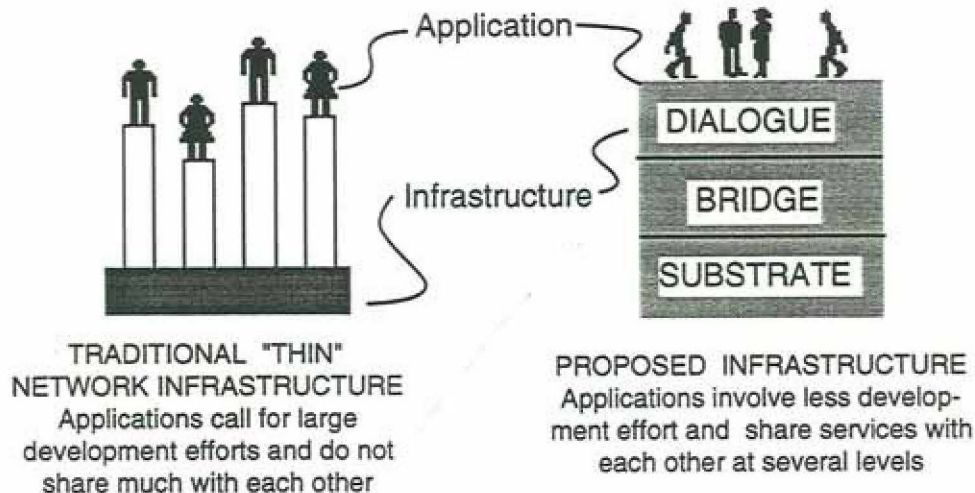 Application
Infrastructure
TRADITIONAL "THIN"
NETWORK INFRASTRUCTURE
Applications call for large
development efforts and do not
share much with each other
DIALOGUE
BRIDGE
SUBSTRATE
PROPOSED INFRASTRUCTURE
Applications involve less develop-
ment effort and share services with
each other at several levels